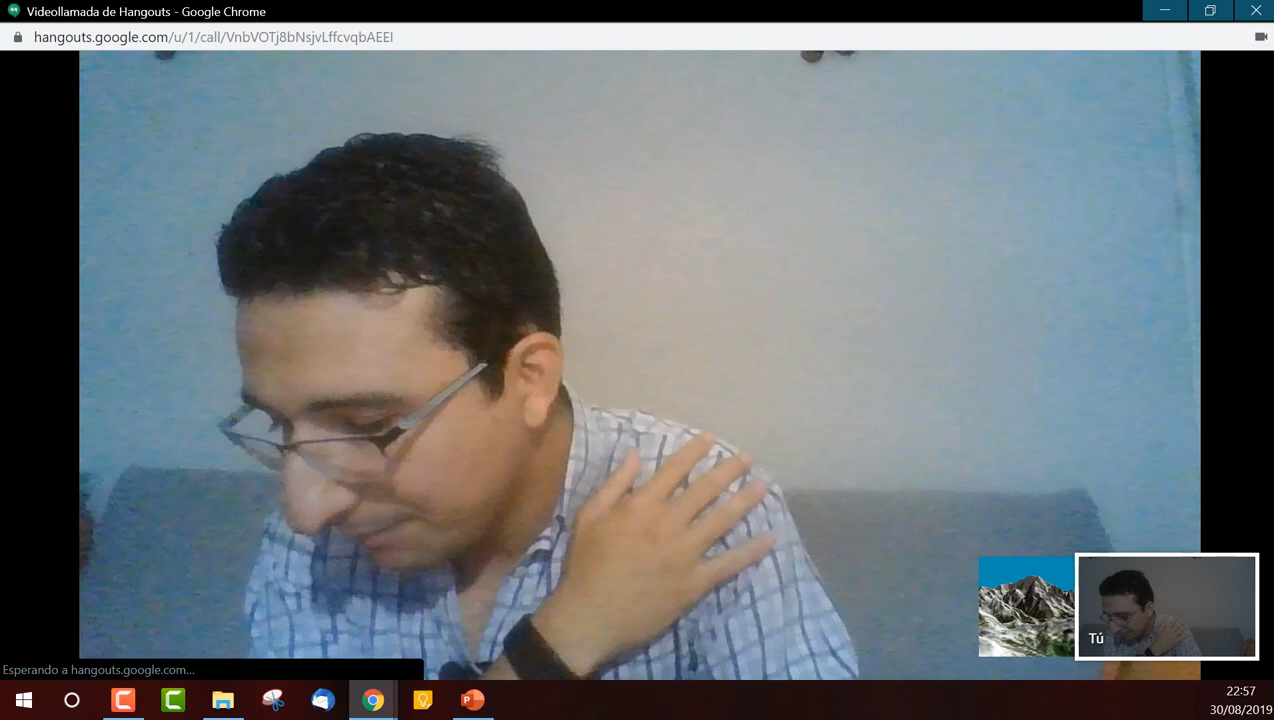 Videollamada de Hangouts - Google Chrome
hangouts.google.com/u/1/call/VnbVOTj8bNsjvLffcvqbAEEI
Tú
Esperando a hangouts.google.com...
22:57
30/08/2019